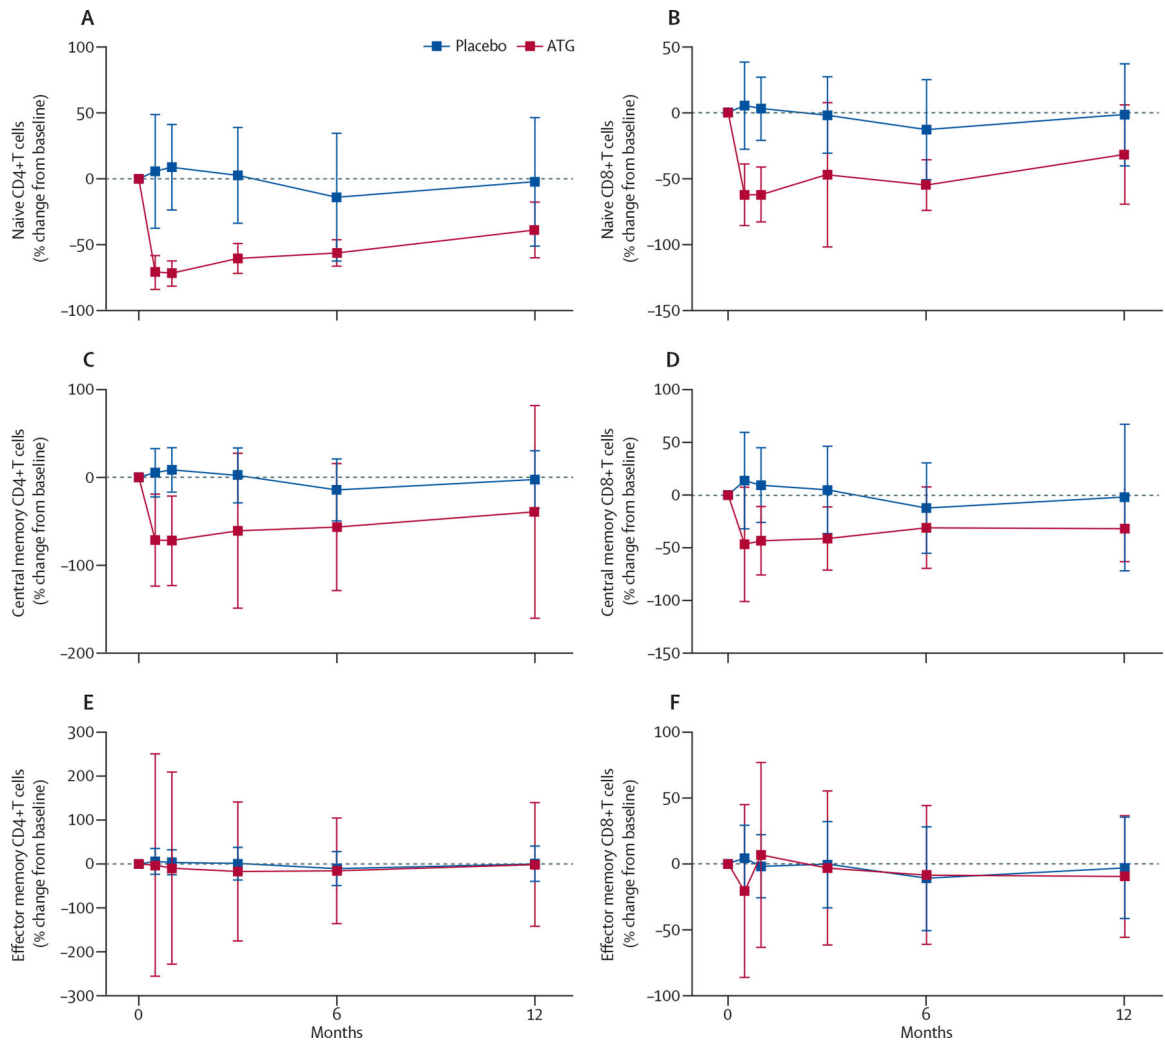 A
B
Placebo
ATG
Naive CD4+T cells
(% change from baseline)
100
50
0
–50
–100
Naive CD8+T cells
(% change from baseline)
50
0
–50
–100
–150
C
D
Central memory CD4+T cells
(% change from baseline)
100
0
–100
–200
Central memory CD8+T cells
(% change from baseline)
100
50
0
–50
–100
–150
E
F
Effector memory CD4+T cells
(% change from baseline)
300
200
100
0
–100
–200
–300
0
6
12
Months
Effector memory CD8+T cells
(% change from baseline)
100
50
0
–50
–100
0
6
12
Months